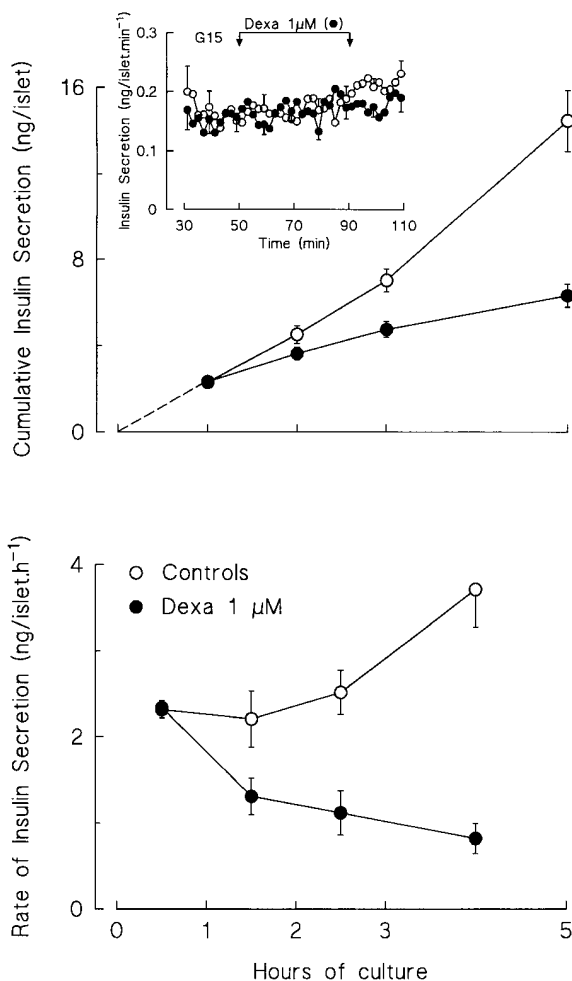 Dexa 1μM (●)
G15
Insulin Secretion (ng/islet.min⁻¹)
0.3
0.2
0.1
0
30 50 70 90 110
Time (min)
Cumulative Insulin Secretion (ng/islet)
16
8
0
Rate of Insulin Secretion (ng/islet.h⁻¹)
4
2
0
Controls
Dexa 1 μM
0 1 2 3 5
Hours of culture